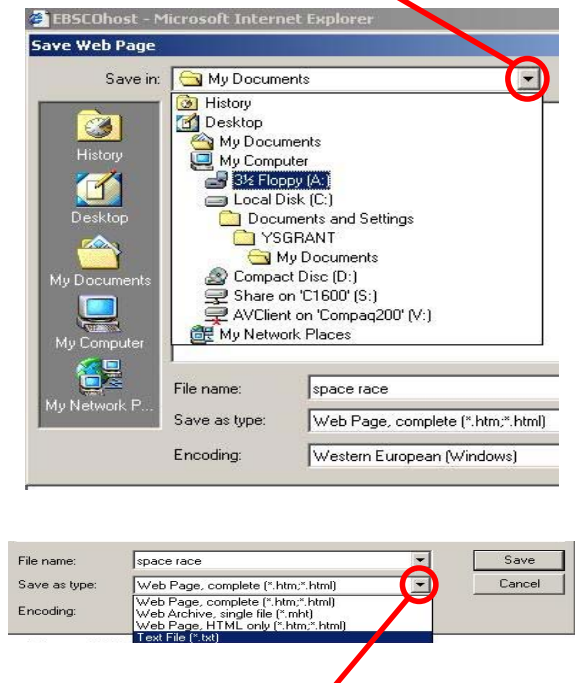 EBSCOhost - Microsoft Internet Explorer
Save Web Page
Save in: My Documents
History
Desktop
My Documents
My Computer
3½ Floppy (A:)
Local Disk (C:)
Documents and Settings
YSGRANT
My Documents
Compact Disc (D:)
Share on 'C1600' (S:)
AVClient on 'Compaq200' (V:)
My Network Places
History
Desktop
My Documents
My Computer
My Network P...
File name: space race
Save as type: Web Page, complete (*.htm;*.html)
Encoding: Western European (Windows)
File name: space race Save
Save as type: Web Page, complete (*.htm;*.html) Cancel
Encoding: Web Page, complete (*.htm;*.html)
Web Archive, single file (*.mht)
Web Page, HTML only (*.htm;*.html)
Text File (*.txt)